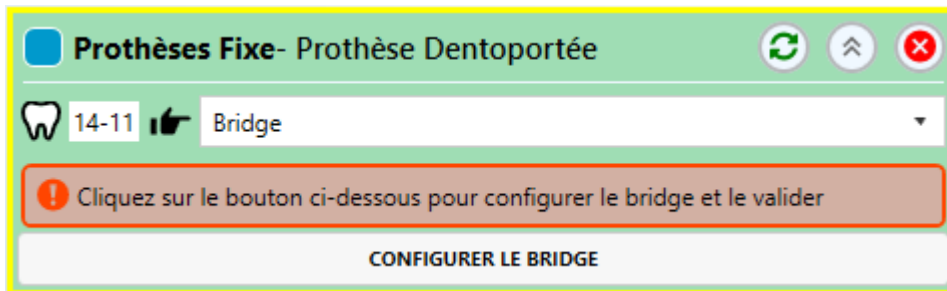 Prothèses Fixe- Prothèse Dentoportée
14-11 Bridge
Cliquez sur le bouton ci-dessous pour configurer le bridge et le valider
CONFIGURER LE BRIDGE